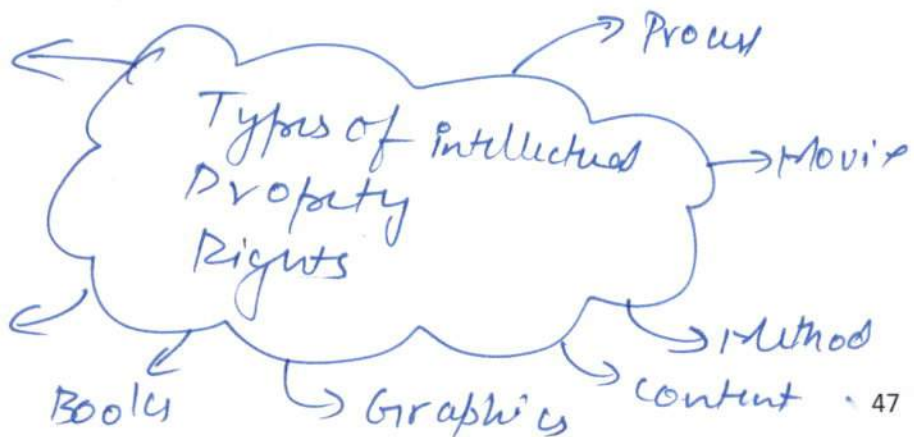 Process
Types of intellectual
Property
Rights
Movie
Method
content
Graphics
Books
47